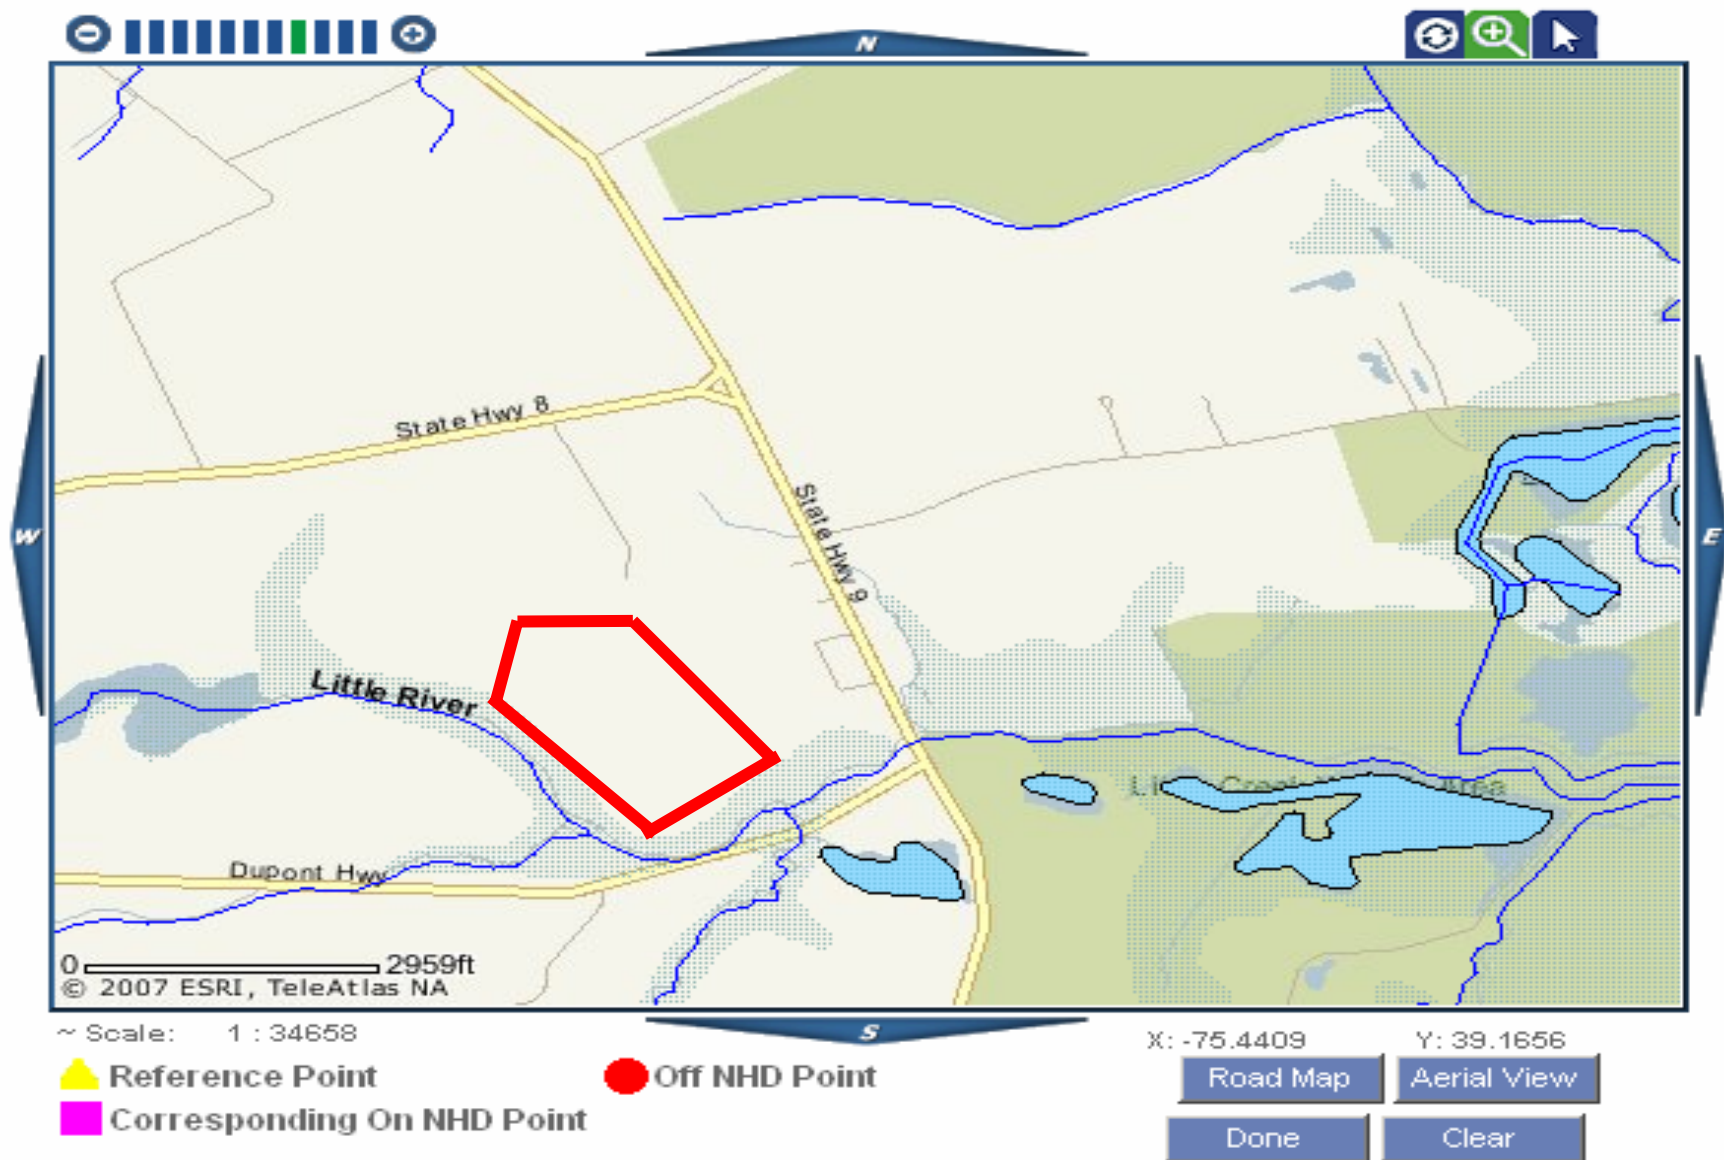 N
W
E
State Hwy 8
State Hwy 9
Little River
Dupont Hwy
Area
0 2959ft
© 2007 ESRI, TeleAtlas NA
S
~ Scale: 1 : 34658
X: -75.4409 Y: 39.1656
Reference Point
Off NHD Point
Road Map
Aerial View
Corresponding On NHD Point
Done
Clear